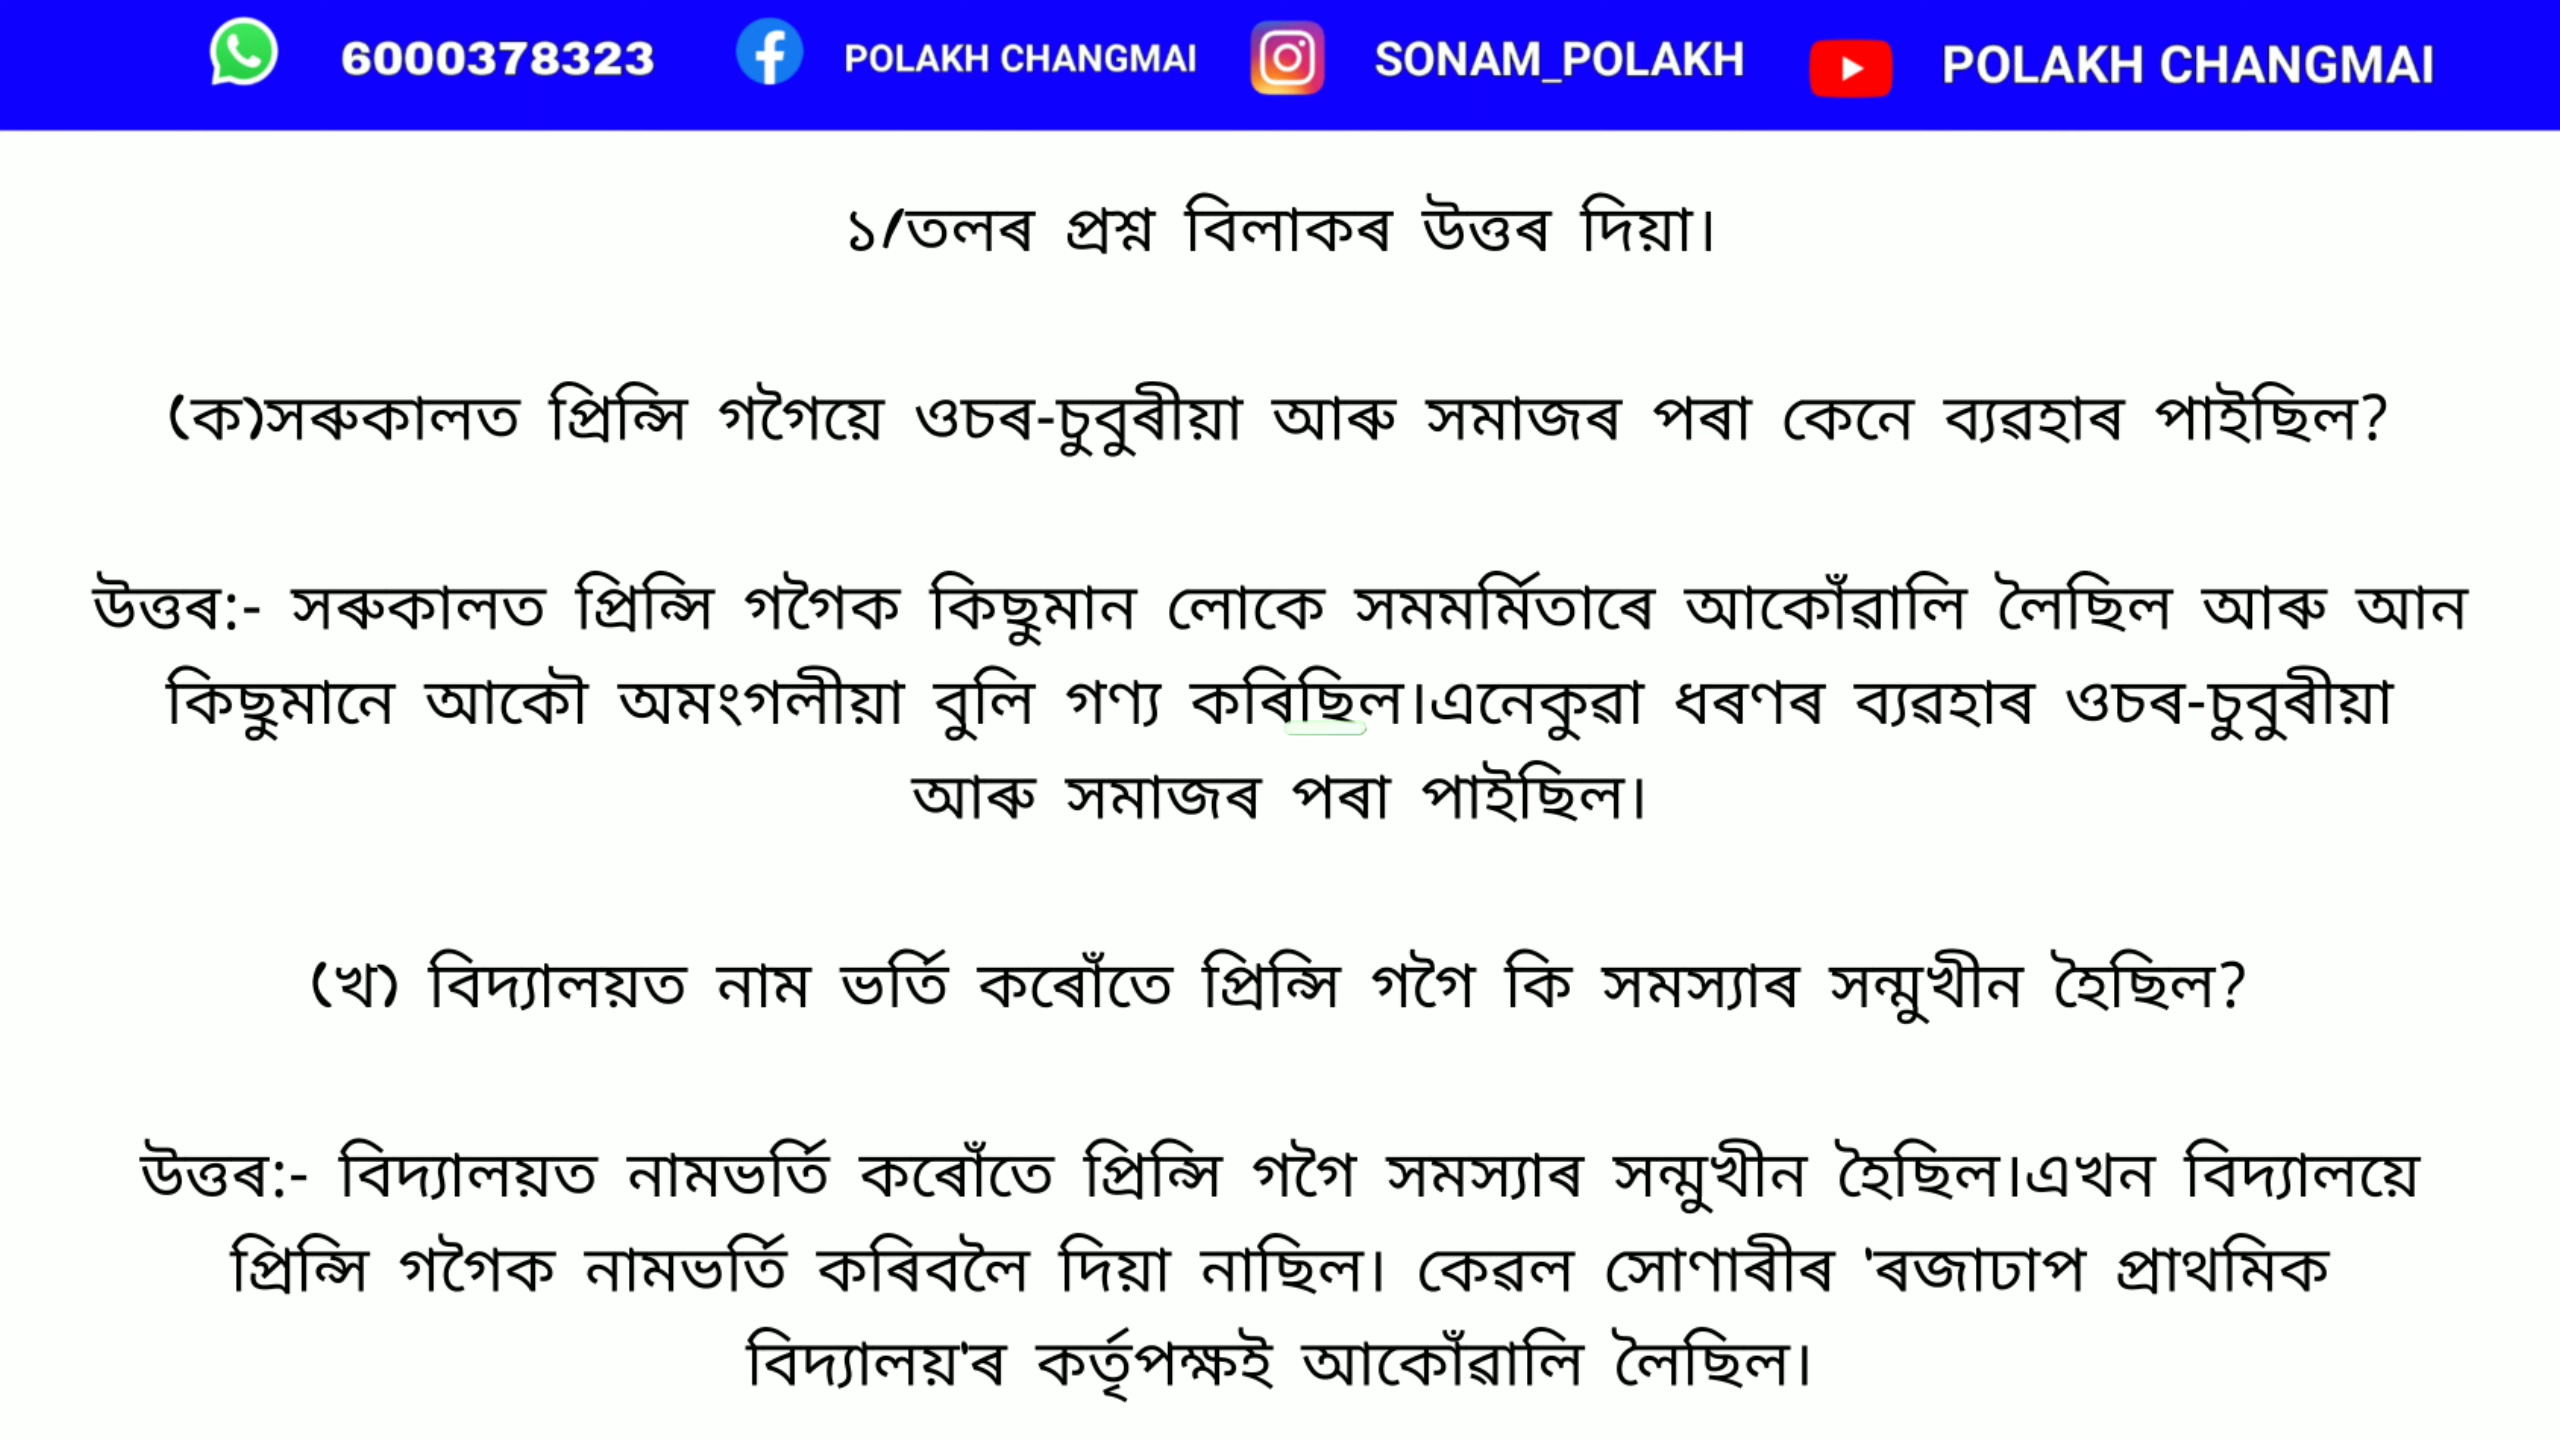 6000378323 POLAKH CHANGMAI SONAM_POLAKH POLAKH CHANGMAI
১/তলৰ প্ৰশ্ন বিলাকৰ উত্তৰ দিয়া।
(ক)সৰুকালত প্ৰিন্সি গগৈয়ে ওচৰ-চুবুৰীয়া আৰু সমাজৰ পৰা কেনে ব্যৱহাৰ পাইছিল?
উত্তৰ:- সৰুকালত প্ৰিন্সি গগৈক কিছুমান লোকে সমমৰ্মিতাৰে আকোঁৱালি লৈছিল আৰু আন
কিছুমানে আকৌ অমংগলীয়া বুলি গণ্য কৰিছিল।এনেকুৱা ধৰণৰ ব্যৱহাৰ ওচৰ-চুবুৰীয়া
আৰু সমাজৰ পৰা পাইছিল।
(খ) বিদ্যালয়ত নাম ভৰ্তি কৰোঁতে প্ৰিন্সি গগৈ কি সমস্যাৰ সন্মুখীন হৈছিল?
উত্তৰ:- বিদ্যালয়ত নামভৰ্তি কৰোঁতে প্ৰিন্সি গগৈ সমস্যাৰ সন্মুখীন হৈছিল।এখন বিদ্যালয়ে
প্ৰিন্সি গগৈক নামভৰ্তি কৰিবলৈ দিয়া নাছিল। কেৱল সোণাৰীৰ 'ৰজাঢাপ প্ৰাথমিক
বিদ্যালয়'ৰ কৰ্তৃপক্ষই আকোঁৱালি লৈছিল।